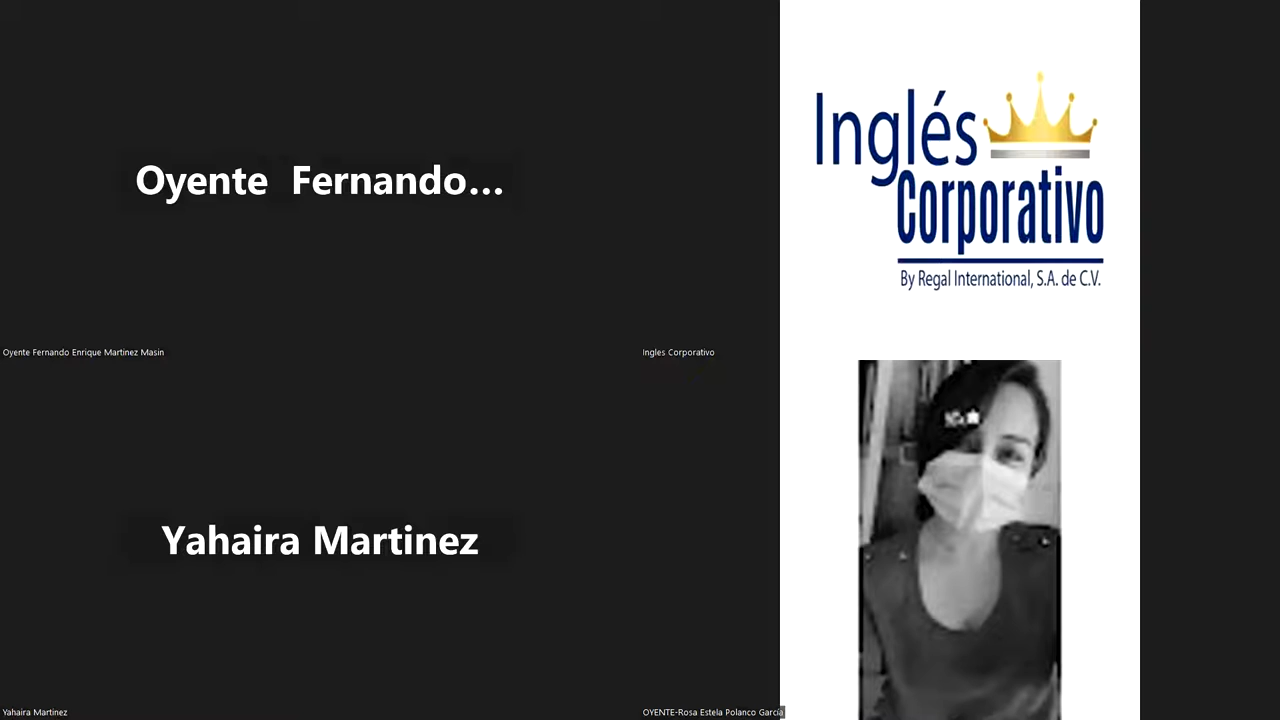 Oyente  Fernando...
Oyente Fernando Enrique Martinez Masin
Inglés
Corporativo
By Regal International, S.A. de C.V.
Ingles Corporativo
Yahaira Martinez
Yahaira Martinez
OYENTE-Rosa Estela Polanco García